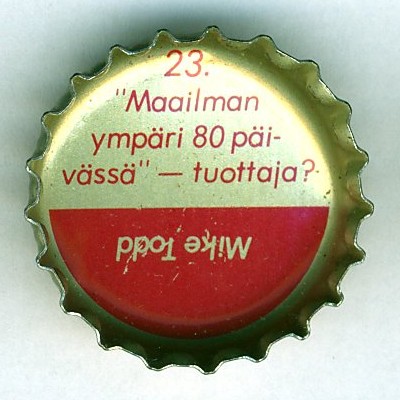 23.
"Maailman
ympäri 80 päi-
vässä" — tuottaja?
Mike Todd